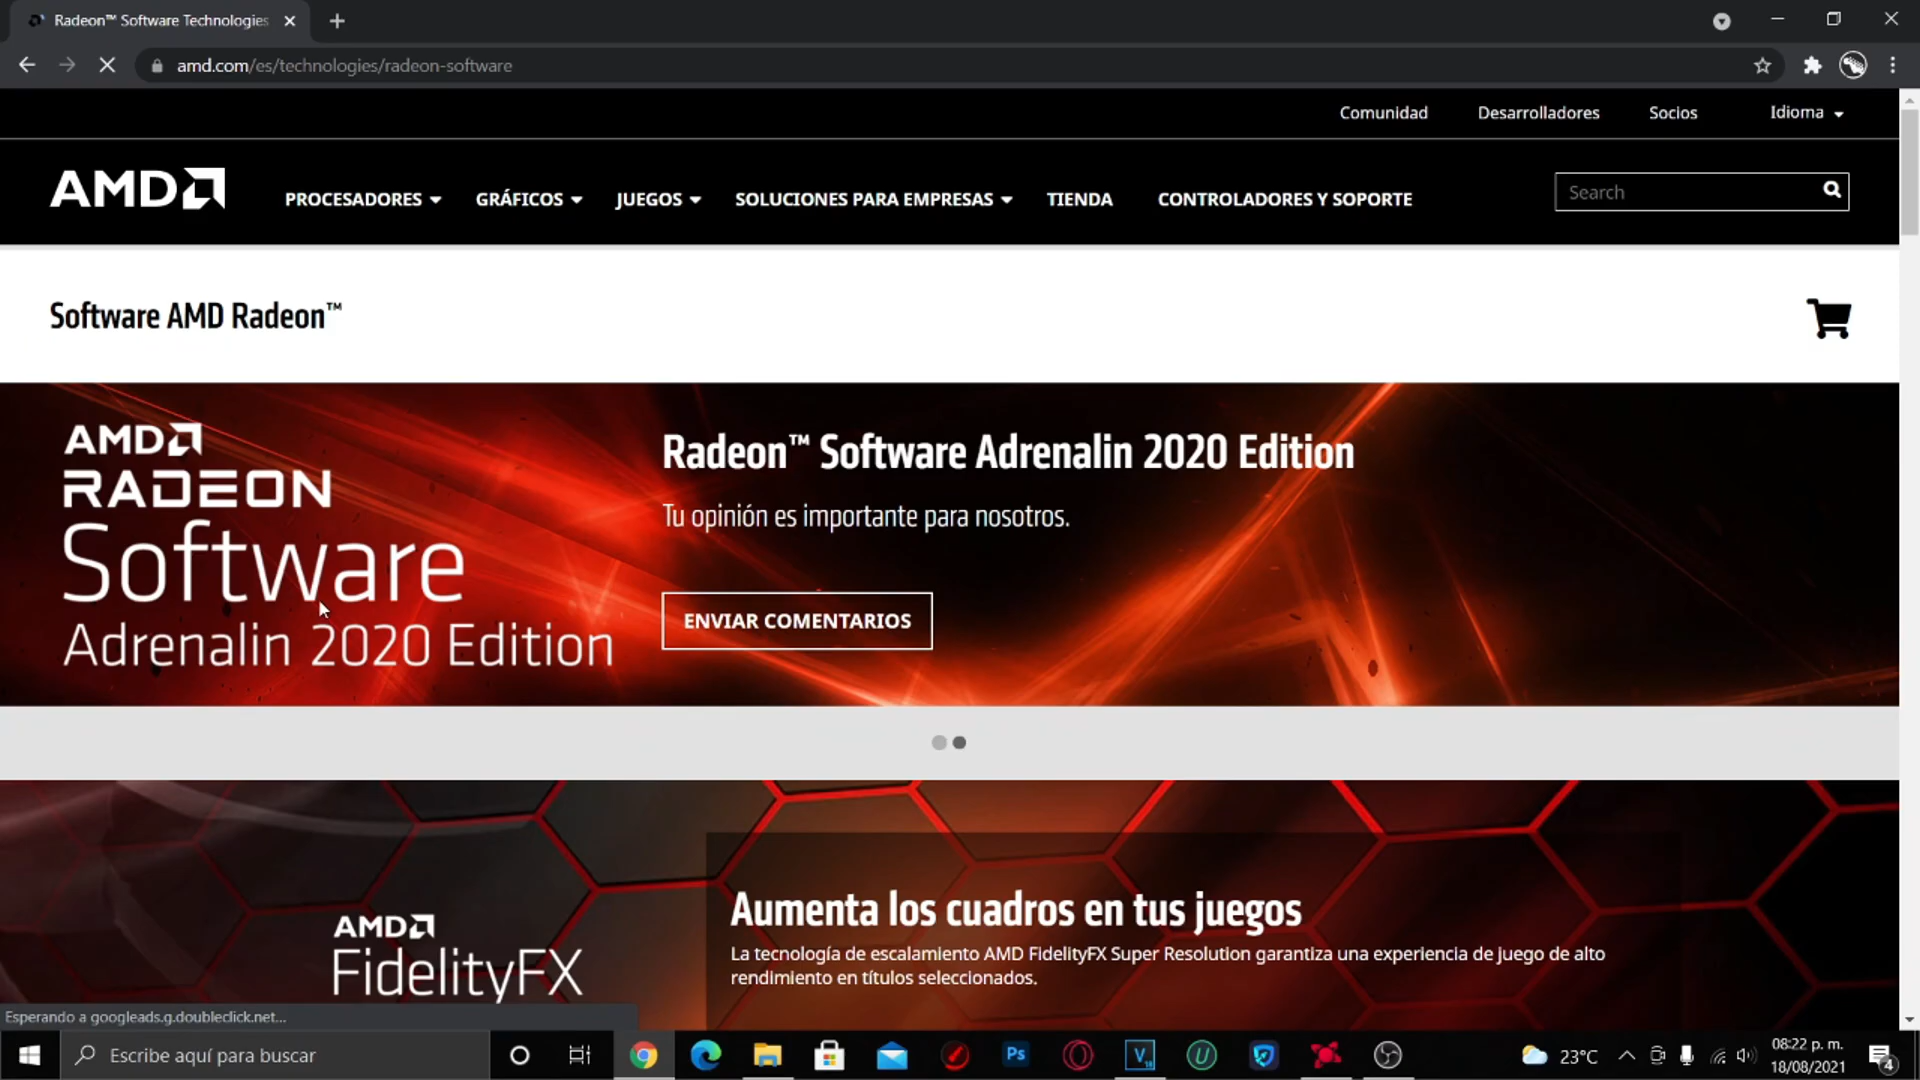 Radeon™ Software Technologies
amd.com/es/technologies/radeon-software
Comunidad Desarrolladores Socios Idioma
AMD PROCESADORES GRÁFICOS JUEGOS SOLUCIONES PARA EMPRESAS TIENDA CONTROLADORES Y SOPORTE Search
Software AMD Radeon™
AMD
RADEON
Software
Adrenalin 2020 Edition
Radeon™ Software Adrenalin 2020 Edition
Tu opinión es importante para nosotros.
ENVIAR COMENTARIOS
AMD
FidelityFX
Aumenta los cuadros en tus juegos
La tecnología de escalamiento AMD FidelityFX Super Resolution garantiza una experiencia de juego de alto
rendimiento en títulos seleccionados.
Esperando a googleads.g.doubleclick.net...
Escribe aquí para buscar
Ps
V
18
U
23°C
08:22 p. m.
18/08/2021
4